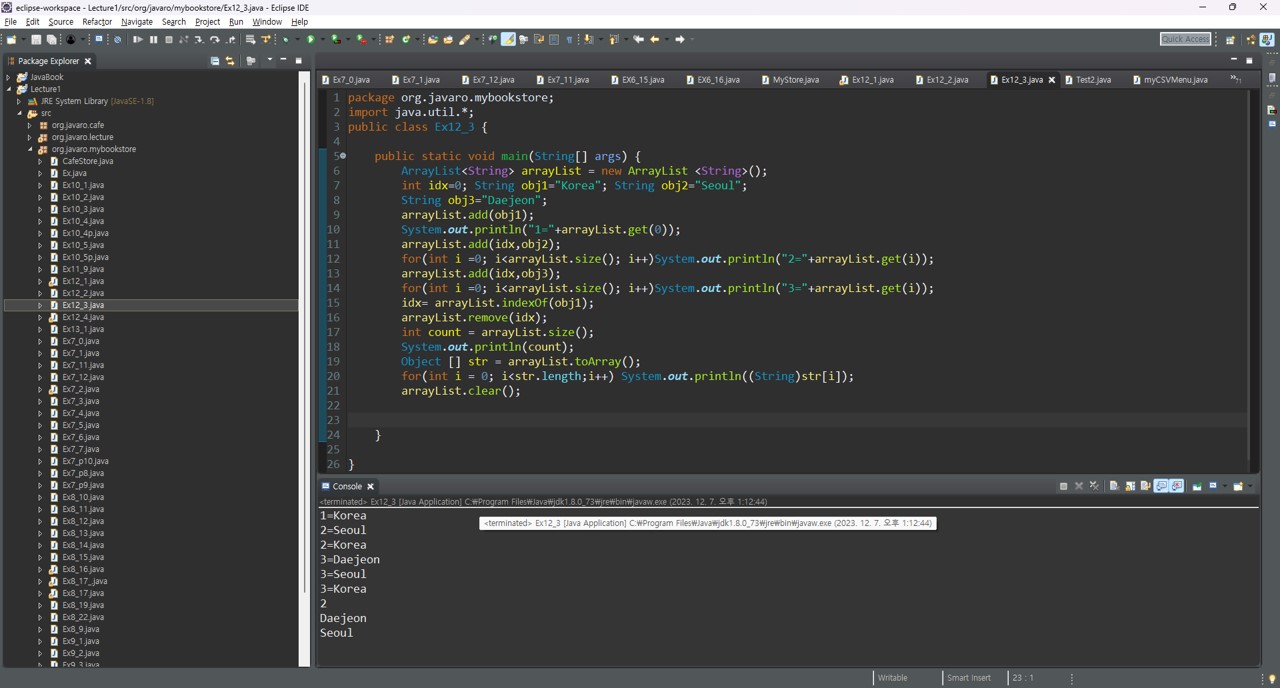 eclipse-workspace - Lecture1/src/org/javaro/mybookstore/Ex12_3.java - Eclipse IDE
File Edit Source Refactor Navigate Search Project Run Window Help
Quick Access
Package Explorer
Ex7_0.java Ex7_1.java Ex7_12.java Ex7_11.java EX6_15.java EX6_16.java MyStore.java Ex12_1.java Ex12_2.java Ex12_3.java Test2.java myCSVMenu.java
JavaBook
Lecture1
JRE System Library [JavaSE-1.8]
src
org.javaro.cafe
org.javaro.lecture
org.javaro.mybookstore
CafeStore.java
Ex.java
Ex10_1.java
Ex10_2.java
Ex10_3.java
Ex10_4.java
Ex10_4p.java
Ex10_5.java
Ex10_5p.java
Ex11_9.java
Ex12_1.java
Ex12_2.java
Ex12_3.java
Ex12_4.java
Ex13_1.java
Ex7_0.java
Ex7_1.java
Ex7_11.java
Ex7_12.java
Ex7_2.java
Ex7_3.java
Ex7_4.java
Ex7_5.java
Ex7_6.java
Ex7_7.java
Ex7_p10.java
Ex7_p8.java
Ex7_p9.java
Ex8_10.java
Ex8_11.java
Ex8_12.java
Ex8_13.java
Ex8_14.java
Ex8_15.java
Ex8_16.java
Ex8_17_.java
Ex8_17.java
Ex8_19.java
Ex8_22.java
Ex8_9.java
Ex9_1.java
Ex9_2.java
Ex9_3.java
1 package org.javaro.mybookstore;
2 import java.util.*;
3 public class Ex12_3 {
4
5 public static void main(String[] args) {
6 ArrayList<String> arrayList = new ArrayList <String>();
7 int idx=0; String obj1="Korea"; String obj2="Seoul";
8 String obj3="Daejeon";
9 arrayList.add(obj1);
10 System.out.println("1="+arrayList.get(0));
11 arrayList.add(idx,obj2);
12 for(int i =0; i<arrayList.size(); i++)System.out.println("2="+arrayList.get(i));
13 arrayList.add(idx,obj3);
14 for(int i =0; i<arrayList.size(); i++)System.out.println("3="+arrayList.get(i));
15 idx= arrayList.indexOf(obj1);
16 arrayList.remove(idx);
17 int count = arrayList.size();
18 System.out.println(count);
19 Object [] str = arrayList.toArray();
20 for(int i = 0; i<str.length;i++) System.out.println((String)str[i]);
21 arrayList.clear();
22
23
24 }
25
26 }
Console
<terminated> Ex12_3 [Java Application] C:₩Program Files₩Java₩jdk1.8.0_73₩jre₩bin₩javaw.exe (2023. 12. 7. 오후 1:12:44)
1=Korea
<terminated> Ex12_3 [Java Application] C:₩Program Files₩Java₩jdk1.8.0_73₩jre₩bin₩javaw.exe (2023. 12. 7. 오후 1:12:44)
2=Seoul
2=Korea
3=Daejeon
3=Seoul
3=Korea
2
Daejeon
Seoul
Writable Smart Insert 23 : 1